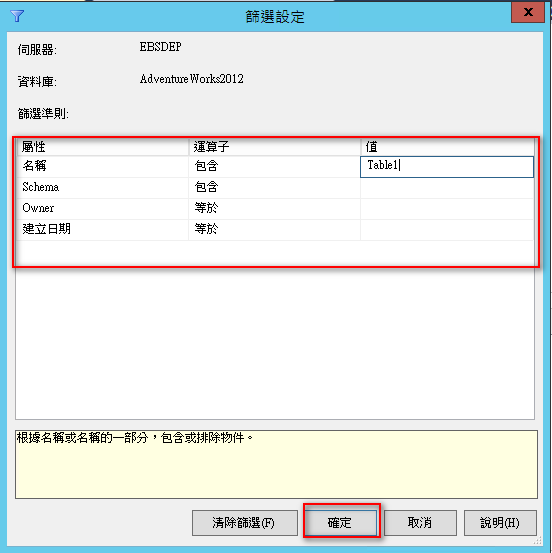 篩選設定
伺服器: EBSDEP
資料庫: AdventureWorks2012
篩選準則:
屬性 運算子 值
名稱 包含 Table1
Schema 包含
Owner 等於
建立日期 等於
根據名稱或名稱的一部分，包含或排除物件。
清除篩選(F) 確定 取消 說明(H)